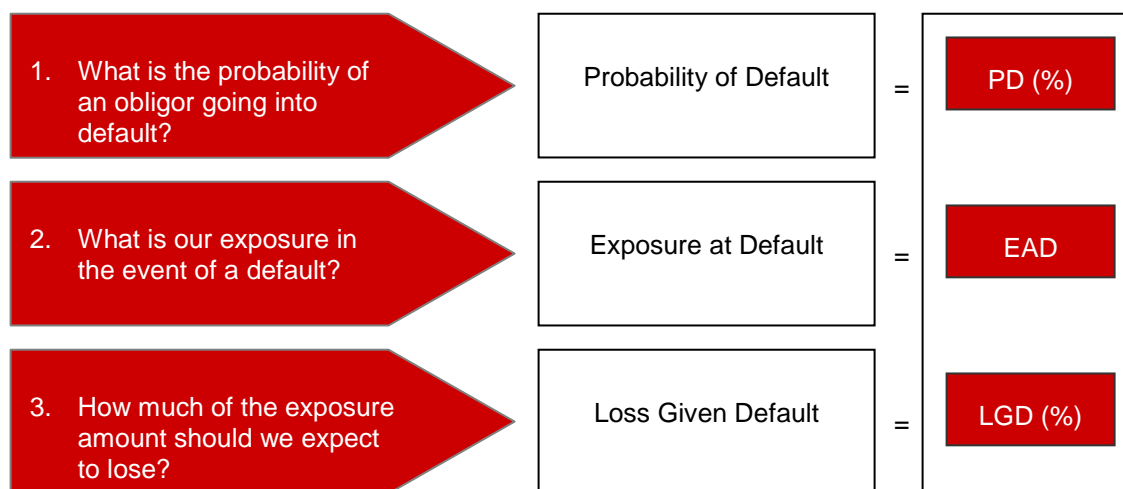 1. What is the probability of
an obligor going into
default?
Probability of Default
=
PD (%)
2. What is our exposure in
the event of a default?
Exposure at Default
=
EAD
3. How much of the exposure
amount should we expect
to lose?
Loss Given Default
=
LGD (%)